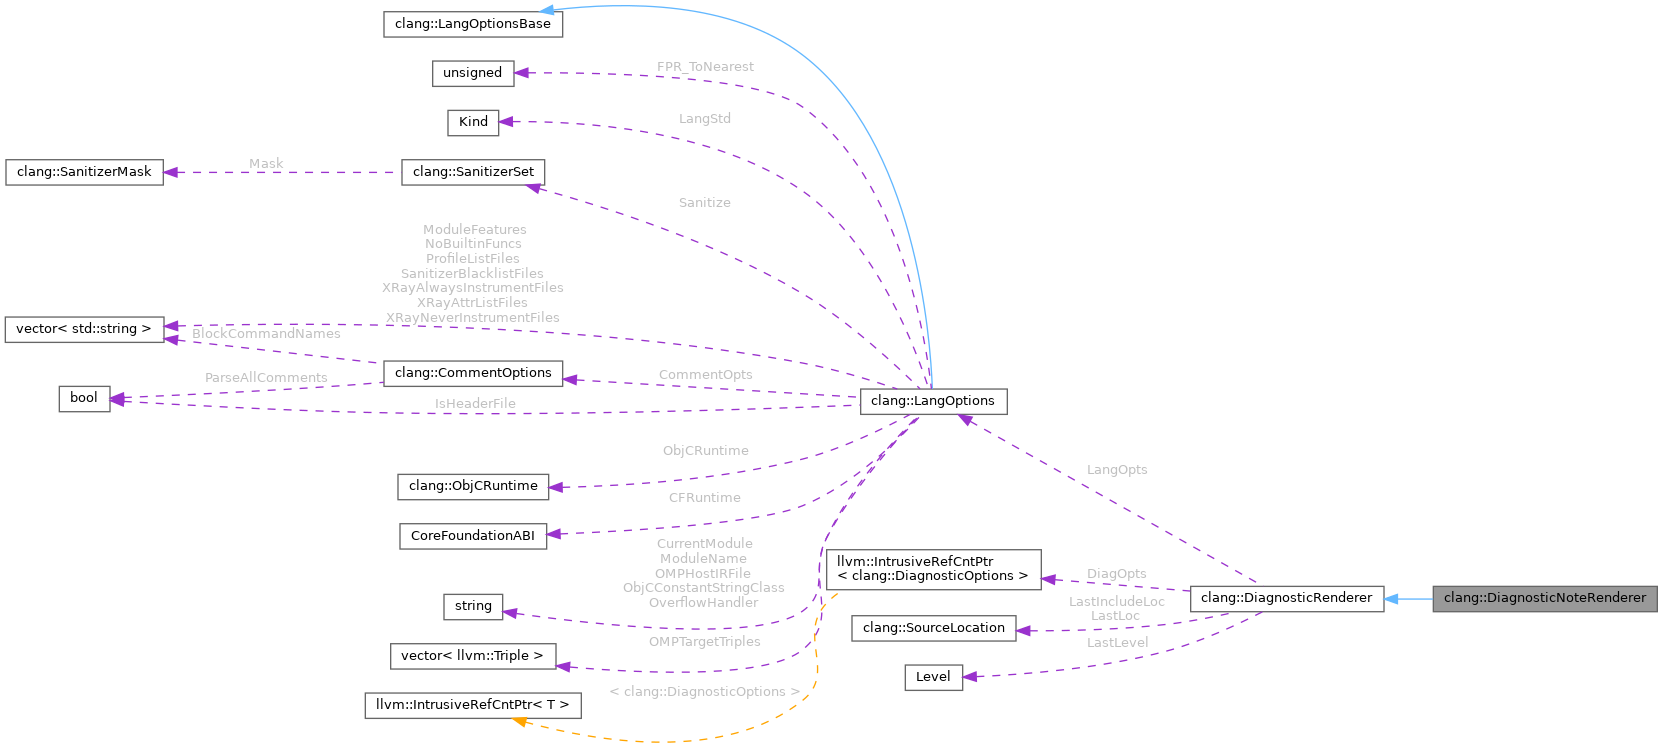 clang::LangOptionsBase
unsigned
FPR_ToNearest
Kind
LangStd
clang::SanitizerMask
Mask
clang::SanitizerSet
Sanitize
ModuleFeatures
NoBuiltinFuncs
ProfileListFiles
SanitizerBlacklistFiles
XRayAlwaysInstrumentFiles
XRayAttrListFiles
XRayNeverInstrumentFiles
vector< std::string >
BlockCommandNames
clang::CommentOptions
CommentOpts
ParseAllComments
bool
IsHeaderFile
clang::LangOptions
ObjCRuntime
clang::ObjCRuntime
LangOpts
CFRuntime
CoreFoundationABI
CurrentModule
ModuleName
OMPHostIRFile
ObjCConstantStringClass
OverflowHandler
string
llvm::IntrusiveRefCntPtr
< clang::DiagnosticOptions >
DiagOpts
clang::DiagnosticRenderer
clang::DiagnosticNoteRenderer
LastIncludeLoc
LastLoc
clang::SourceLocation
LastLevel
Level
OMPTargetTriples
vector< llvm::Triple >
< clang::DiagnosticOptions >
llvm::IntrusiveRefCntPtr< T >